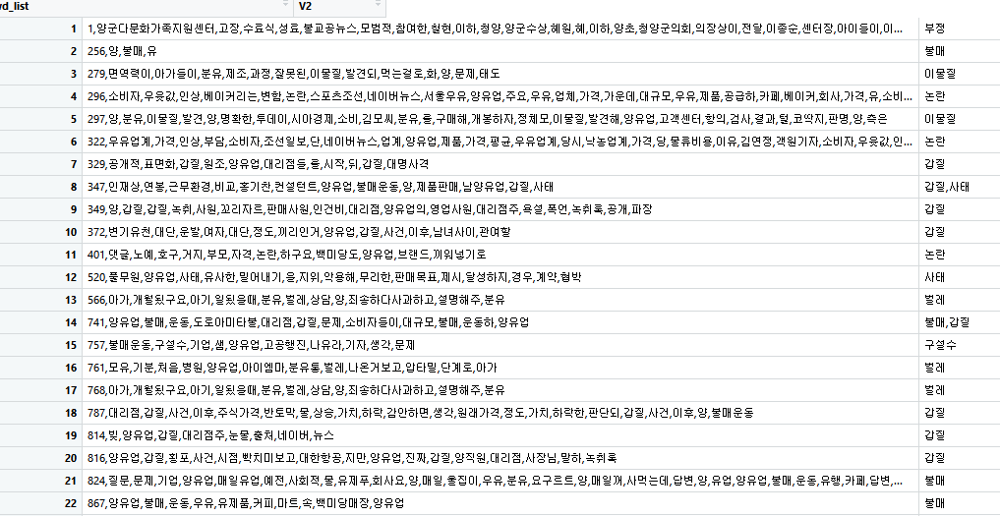 vd_list V2
1 1,양군다문화가족지원센터,고장,수료식,성료,불교공뉴스,모범적,참여한,철현,이하,청양,양군수상,혜원,혜,이하,양초,청양군의회,의장상이,전달,이종순,센터장,아이들이,이... 부정
2 256,양,불매,유 불매
3 279,면역력이,아가들이,분유,제조,과정,잘못된,이물질,발견되,먹는걸로,화,양,문제,태도 이물질
4 296,소비자,우윳값,인상,베이커리는,변함,논란,스포츠조선,네이버뉴스,서울우유,양유업,주요,우유,업체,가격,가운데,대규모,우유,제품,공급하,카페,베이커,회사,가격,유,소비... 논란
5 297,양,분유,이물질,발견,양,명확한,투데이,시아경제,소비,김모씨,분유,를,구매해,개봉하자,정체모,이물질,발견해,양유업,고객센터,항의,검사,결과,털,코딱지,판명,양,측은 이물질
6 322,우유업계,가격,인상,부담,소비자,조선일보,단,네이버뉴스,업계,양유업,제품,가격,평균,우유업계,당시,낙농업계,가격,당,물류비용,이유,김연정,객원기자,소비자,우윳값,인... 논란
7 329,공개적,표면화,갑질,원조,양유업,대리점등,을,시작,뒤,갑질,대명사격 갑질
8 347,인재상,연봉,근무환경,비교,홍기찬,컨설턴트,양유업,불매운동,양,제품판매,남양유업,갑질,사태 갑질,사태
9 349,양,갑질,갑질,녹취,사원,꼬리자르,판매사원,인건비,대리점,양유업의,영업사원,대리점주,욕설,폭언,녹취록,공개,파장 갑질
10 372,변기유천,대단,운발,여자,대단,정도,끼리인거,양유업,갑질,사건,이후,남녀사이,관여할 갑질
11 401,댓글,노예,호구,거지,부모,자격,논란,하구요,백미당도,양유업,브랜드,끼워넣기로 논란
12 520,풀무원,양유업,사태,유사한,밀어내기,을,지위,악용해,무리한,판매목표,제시,달성하지,경우,계약,협박 사태
13 566,아가,개월됬구요,아기,일됬을때,분유,벌레,상담,양,죄송하다사과하고,설명해주,분유 벌레
14 741,양유업,불매,운동,도로아미타불,대리점,갑질,문제,소비자들이,대규모,불매,운동하,양유업 불매,갑질
15 757,불매운동,구설수,기업,샘,양유업,고공행진,나유라,기자,생각,문제 구설수
16 761,모유,기분,처음,병원,양유업,아이엠마,분유통,벌레,나온거보고,압타밀,단계로,아가 벌레
17 768,아가,개월됬구요,아기,일됬을때,분유,벌레,상담,양,죄송하다사과하고,설명해주,분유 벌레
18 787,대리점,갑질,사건,이후,주식가격,반토막,물,상승,가치,하락,감안하면,생각,원래가격,정도,가치,하락한,판단되,갑질,사건,이후,양,불매운동 갑질
19 814,빚,양유업,갑질,대리점주,눈물,출처,네이버,뉴스 갑질
20 816,양유업,갑질,횡포,사건,시점,빡치미보고,대한항공,지만,양유업,진짜,갑질,양직원,대리점,사장님,말하,녹취록 갑질
21 824,질문,문제,기업,양유업,매일유업,예전,사회적,물,유제푸,회사요,양,매일,롤집이,우유,분유,요구르트,양,매일꺼,사먹는데,답변,양,유업,양유업,불매,운동,유행,카페,답변,... 불매
22 867,양유업,불매,운동,우유,유제품,커피,마트,속,백미당매장,양유업 불매